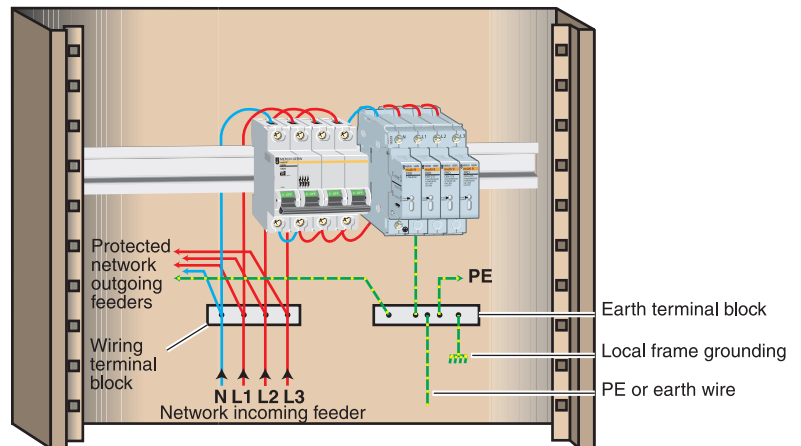 Protected
network
outgoing
feeders
PE
Earth terminal block
Wiring
terminal
block
Local frame grounding
PE or earth wire
N L1 L2 L3
Network incoming feeder